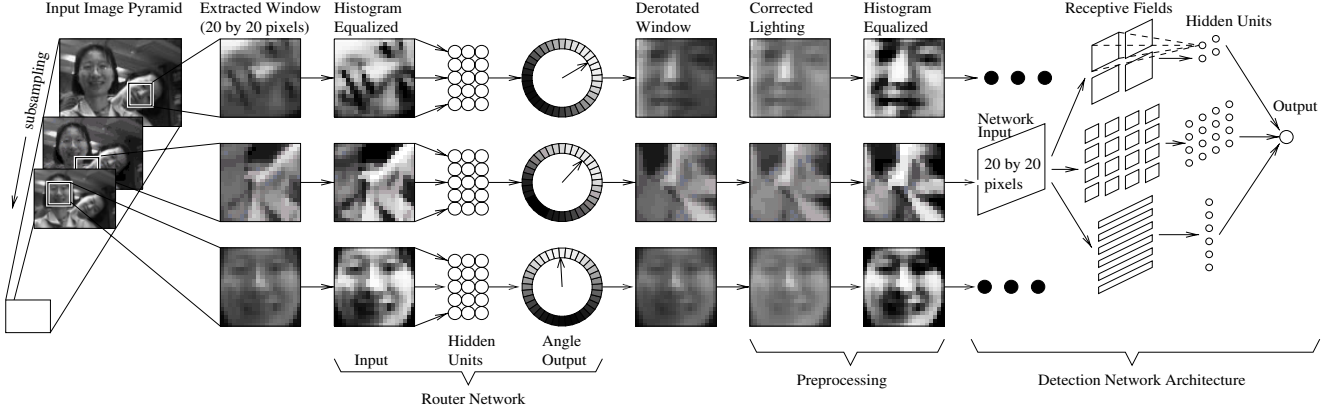 Input Image Pyramid
Extracted Window
(20 by 20 pixels)
Histogram
Equalized
Derotated
Window
Corrected
Lighting
Histogram
Equalized
Receptive Fields
Hidden Units
subsampling
Network
Input
20 by 20
pixels
Output
Input
Hidden
Units
Angle
Output
Router Network
Preprocessing
Detection Network Architecture